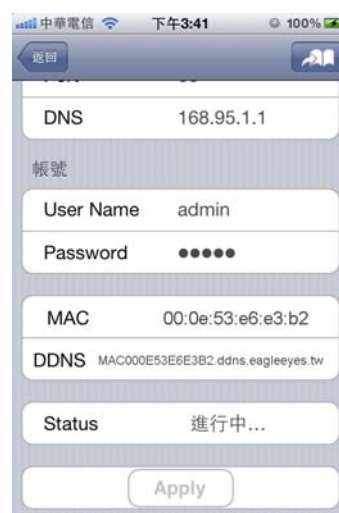 中華電信 下午3:41 100%
返回
DNS 168.95.1.1
帳號
User Name admin
Password ●●●●●
MAC 00:0e:53:e6:e3:b2
DDNS MAC000E53E6E3B2.ddns.eagleeyes.tw
Status 進行中...
Apply